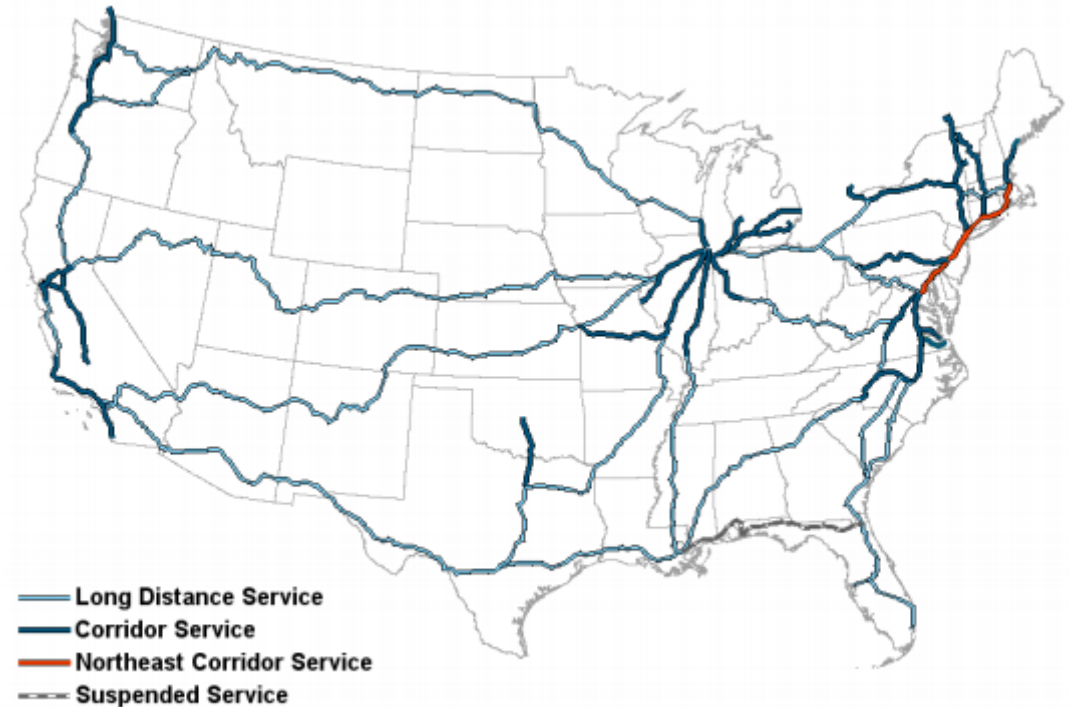 Long Distance Service
Corridor Service
Northeast Corridor Service
Suspended Service